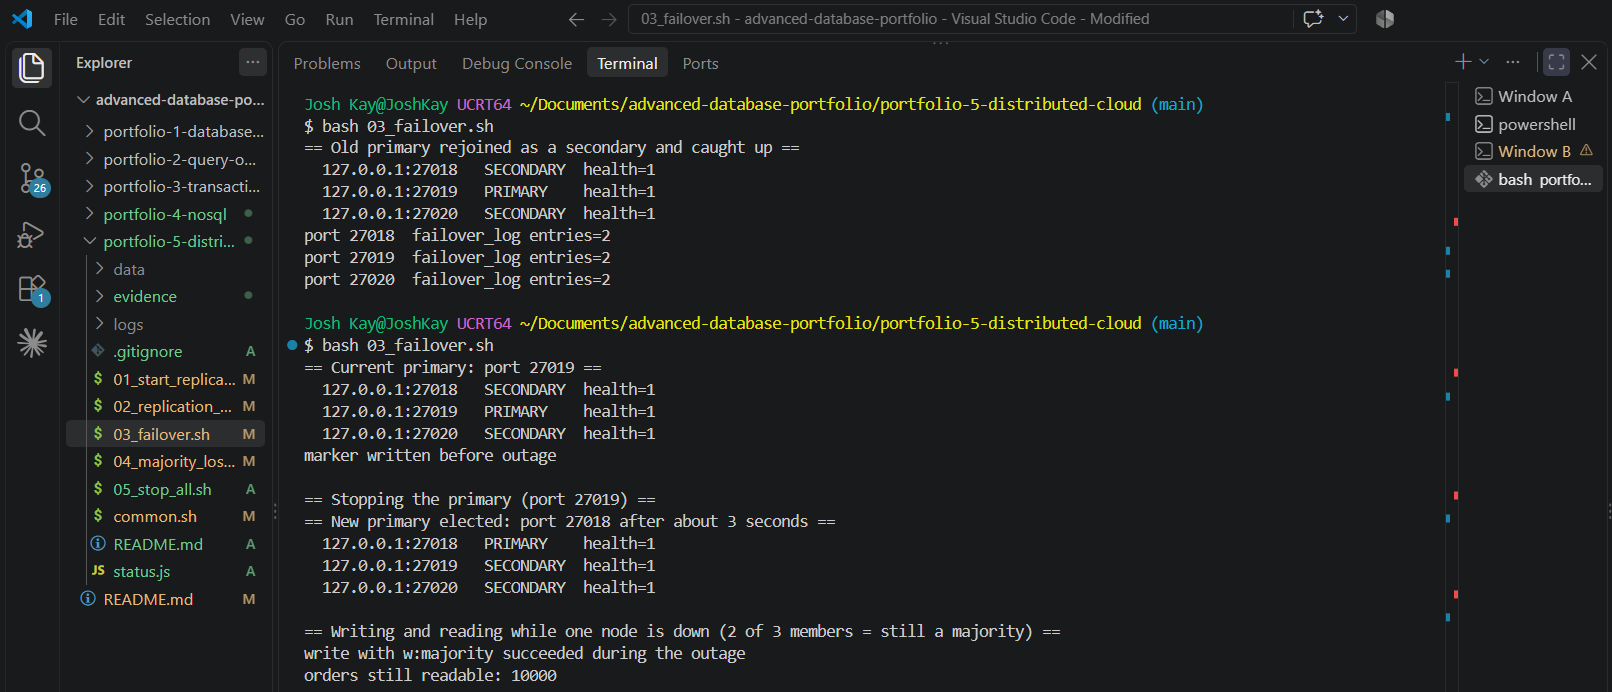 File Edit Selection View Go Run Terminal Help
03_failover.sh - advanced-database-portfolio - Visual Studio Code - Modified
Explorer
advanced-database-po...
portfolio-1-database...
portfolio-2-query-o...
portfolio-3-transacti...
portfolio-4-nosql
portfolio-5-distri...
data
evidence
logs
.gitignore A
$ 01_start_replica... M
$ 02_replication_... M
$ 03_failover.sh M
$ 04_majority_los... M
$ 05_stop_all.sh A
$ common.sh M
README.md A
JS status.js A
README.md M
26
1
Problems Output Debug Console Terminal Ports
Josh Kay@JoshKay UCRT64 ~/Documents/advanced-database-portfolio/portfolio-5-distributed-cloud (main)
$ bash 03_failover.sh
== Old primary rejoined as a secondary and caught up ==
127.0.0.1:27018 SECONDARY health=1
127.0.0.1:27019 PRIMARY health=1
127.0.0.1:27020 SECONDARY health=1
port 27018 failover_log entries=2
port 27019 failover_log entries=2
port 27020 failover_log entries=2
Josh Kay@JoshKay UCRT64 ~/Documents/advanced-database-portfolio/portfolio-5-distributed-cloud (main)
$ bash 03_failover.sh
== Current primary: port 27019 ==
127.0.0.1:27018 SECONDARY health=1
127.0.0.1:27019 PRIMARY health=1
127.0.0.1:27020 SECONDARY health=1
marker written before outage
== Stopping the primary (port 27019) ==
== New primary elected: port 27018 after about 3 seconds ==
127.0.0.1:27018 PRIMARY health=1
127.0.0.1:27019 SECONDARY health=1
127.0.0.1:27020 SECONDARY health=1
== Writing and reading while one node is down (2 of 3 members = still a majority) ==
write with w:majority succeeded during the outage
orders still readable: 10000
Window A
powershell
Window B
bash portfo...